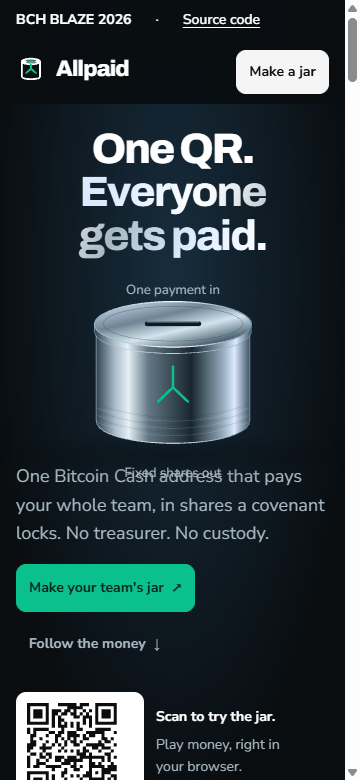 BCH BLAZE 2026 · Source code
Allpaid
Make a jar
One QR.
Everyone
gets paid.
One payment in
Fixed shares out
One Bitcoin Cash address that pays
your whole team, in shares a covenant
locks. No treasurer. No custody.
Make your team's jar ↗
Follow the money ↓
Scan to try the jar.
Play money, right in
your browser.